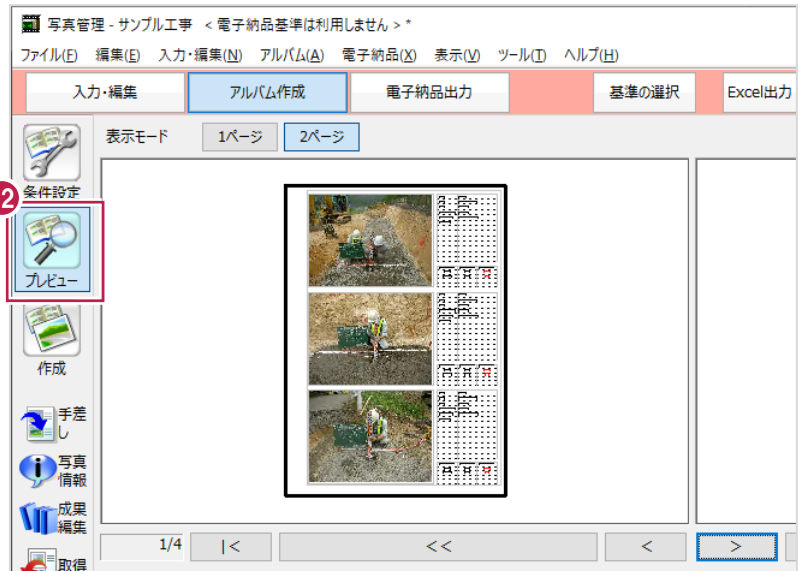 写真管理 - サンプル工事 ＜電子納品基準は利用しません＞*
ファイル(F) 編集(E) 入力・編集(N) アルバム(A) 電子納品(X) 表示(V) ツール(T) ヘルプ(H)
入力・編集 アルバム作成 電子納品出力 基準の選択 Excel出力
表示モード 1ページ 2ページ
条件設定
2
プレビュー
作成
手差し
写真情報
成果編集
取得
1/4 |< << < >